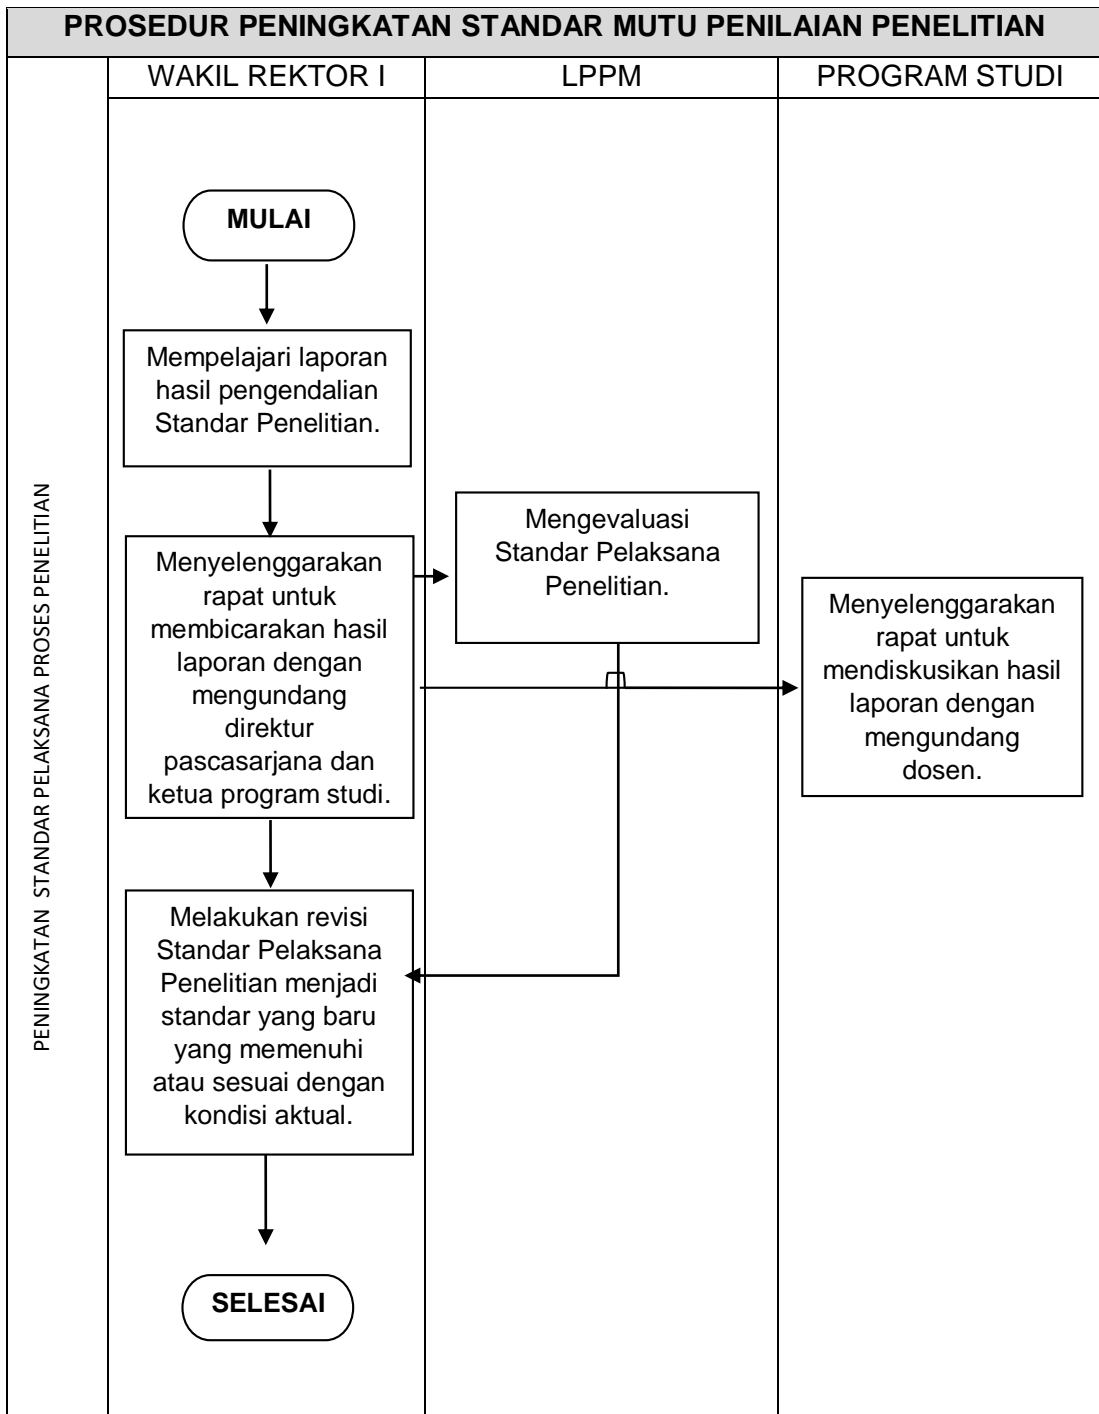 PROSEDUR PENINGKATAN STANDAR MUTU PENILAIAN PENELITIAN
WAKIL REKTOR I
LPPM
PROGRAM STUDI
PENINGKATAN STANDAR PELAKSANA PROSES PENELITIAN
MULAI
Mempelajari laporan
hasil pengendalian
Standar Penelitian.
Menyelenggarakan
rapat untuk
membicarakan hasil
laporan dengan
mengundang
direktur
pascasarjana dan
ketua program studi.
Mengevaluasi
Standar Pelaksana
Penelitian.
Menyelenggarakan
rapat untuk
mendiskusikan hasil
laporan dengan
mengundang
dosen.
Melakukan revisi
Standar Pelaksana
Penelitian menjadi
standar yang baru
yang memenuhi
atau sesuai dengan
kondisi aktual.
SELESAI